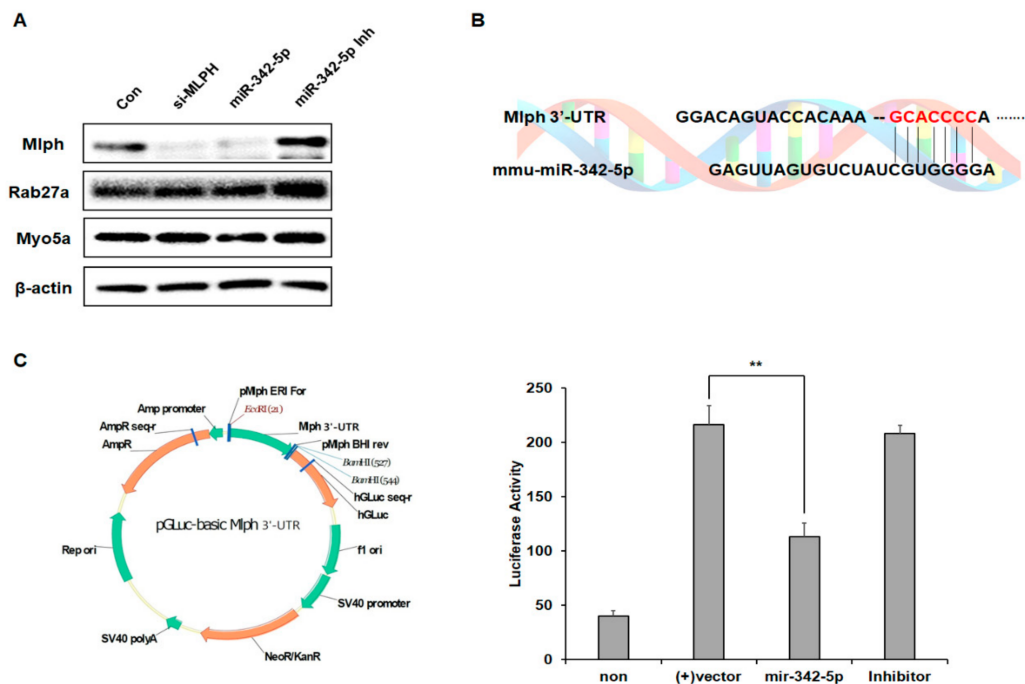 A
Con
si-MLPH
miR-342-5p
miR-342-5p Inh
Mlph
Rab27a
Myo5a
β-actin
B
Mlph 3'-UTR GGACAGUACCACAAA --GCACCCCA ·······
mmu-miR-342-5p GAGUUAGUGUCUAUCGUGGGGA
C
pMlph ERI For
EcoRI (21)
Amp promoter
Mlph 3'-UTR
AmpR seq-r
pMlph BHI rev
AmpR
BamHI (527)
BamHI (544)
hGLuc seq-r
hGLuc
pGLuc-basic Mlph 3'-UTR
Rep ori
f1 ori
SV40 promoter
SV40 polyA
NeoR/KanR
**
250
200
150
100
50
0
Luciferase Activity
non
(+)vector
mir-342-5p
Inhibitor